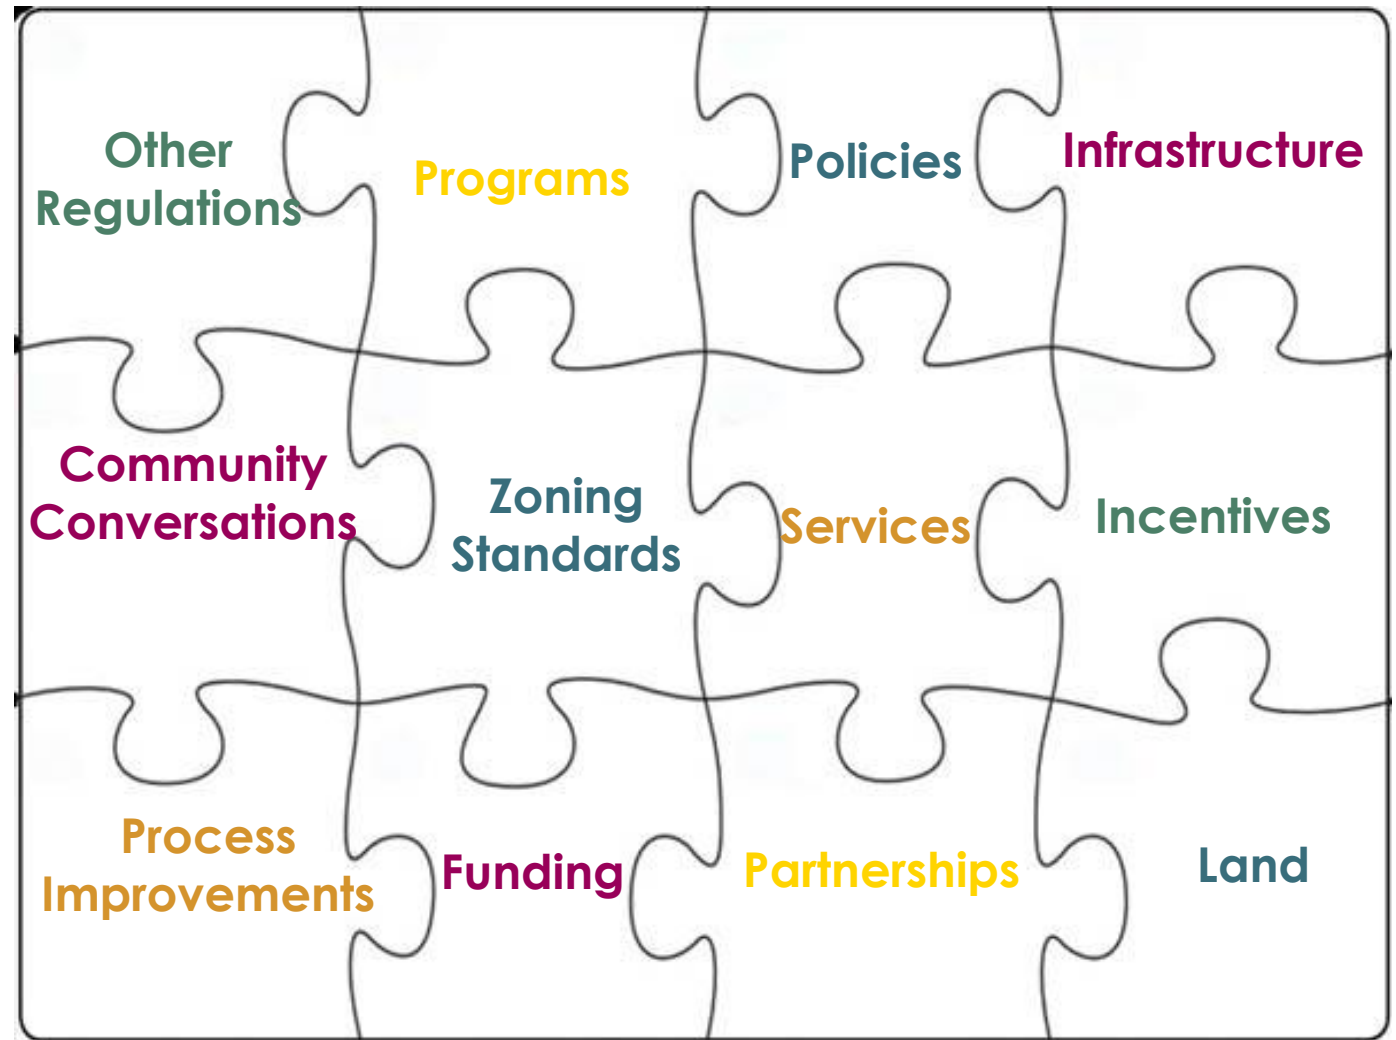 Other
Regulations
Programs
Policies
Infrastructure
Community
Conversations
Zoning
Standards
Services
Incentives
Process
Improvements
Funding
Partnerships
Land